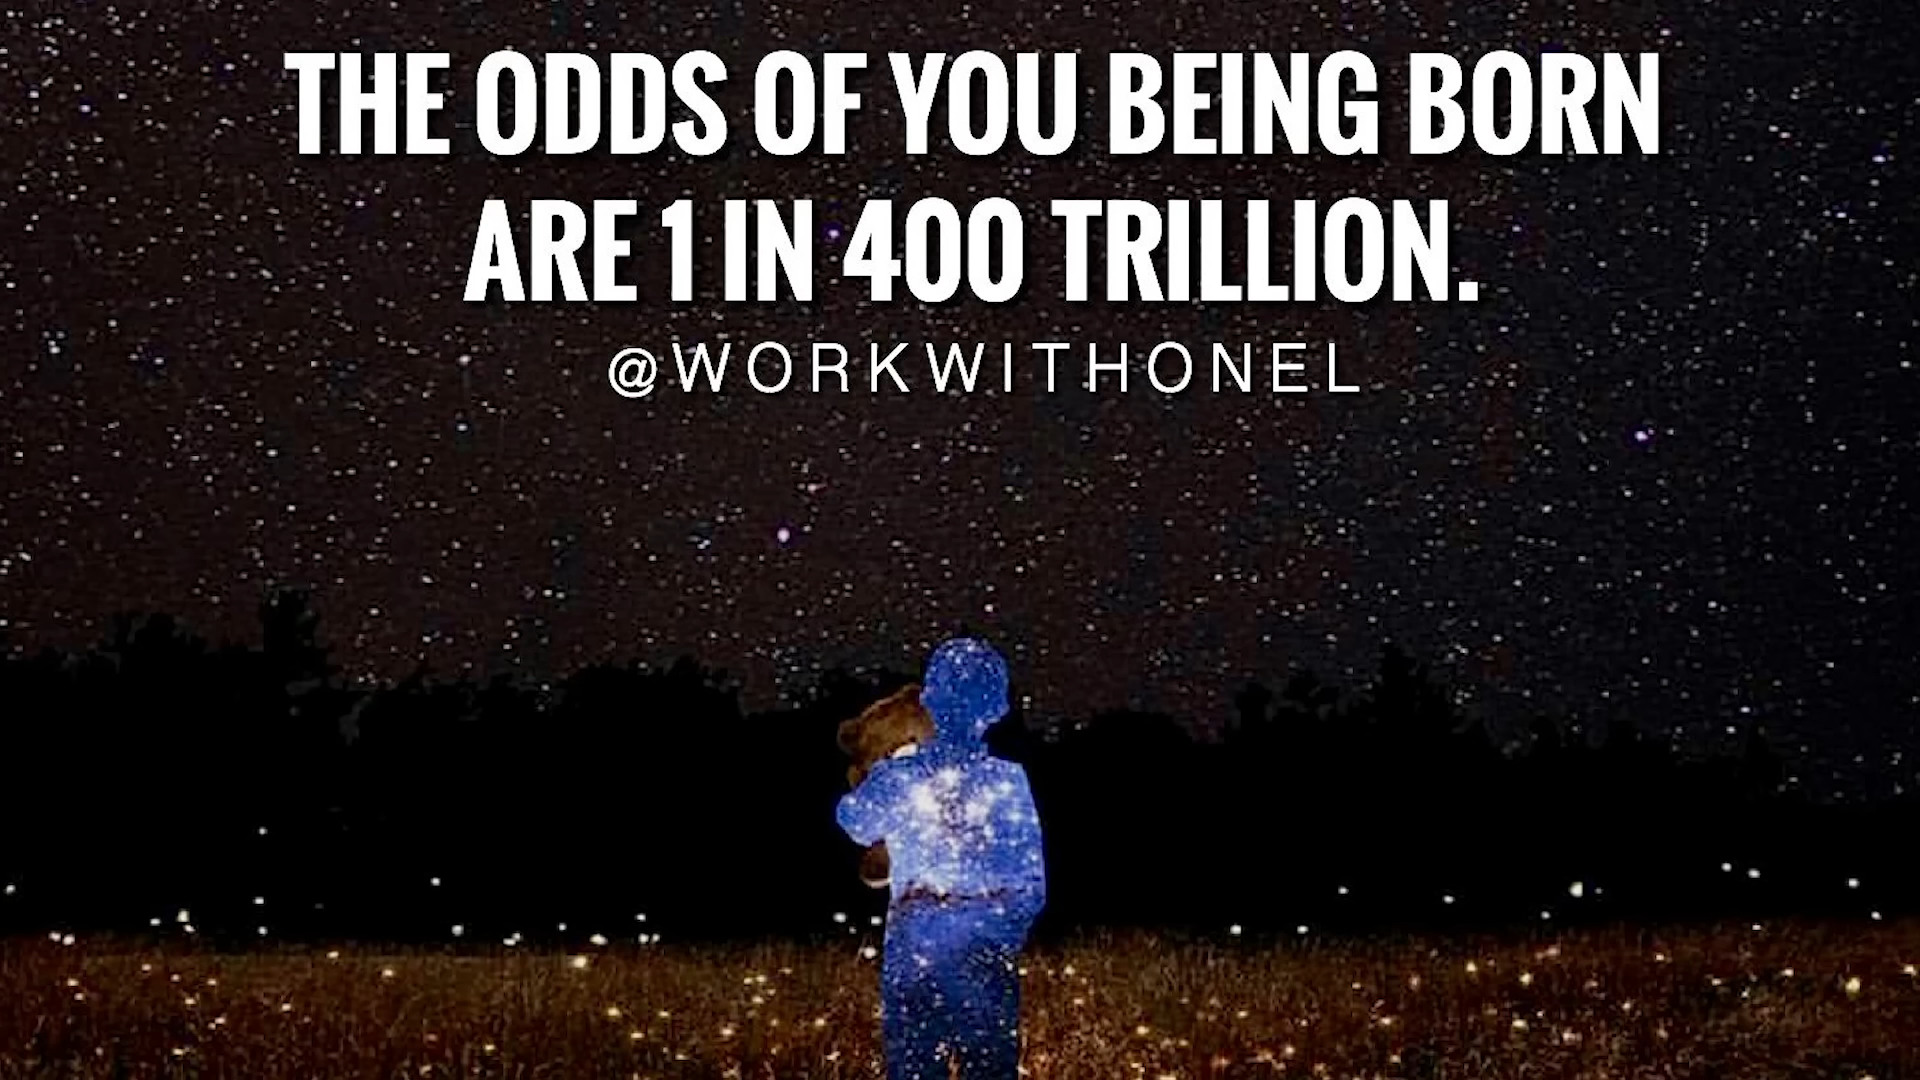 THE ODDS OF YOU BEING BORN
ARE 1 IN 400 TRILLION.
@WORKWITHONEL